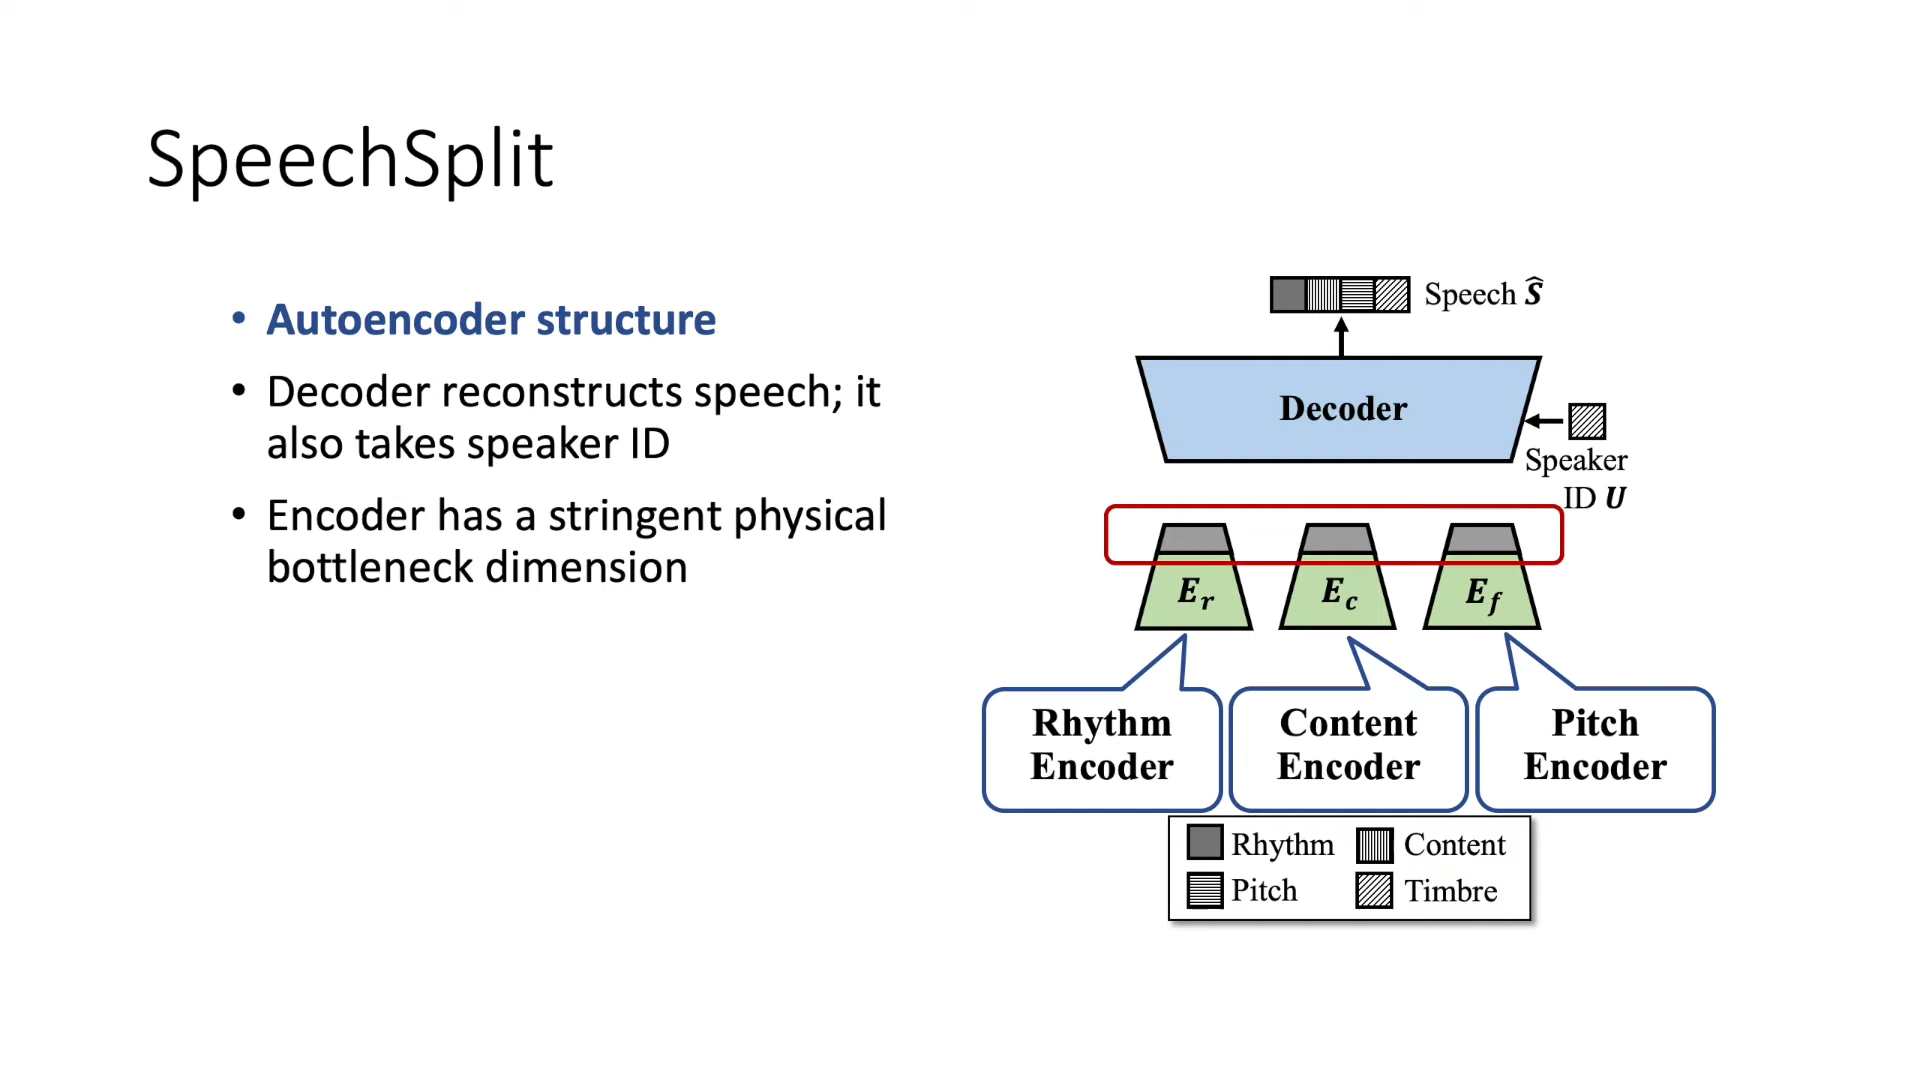 SpeechSplit
• Autoencoder structure
• Decoder reconstructs speech; it
also takes speaker ID
• Encoder has a stringent physical
bottleneck dimension
Speech Ŝ
Decoder
Speaker
ID U
E_r E_c E_f
Rhythm
Encoder
Content
Encoder
Pitch
Encoder
Rhythm Content
Pitch Timbre